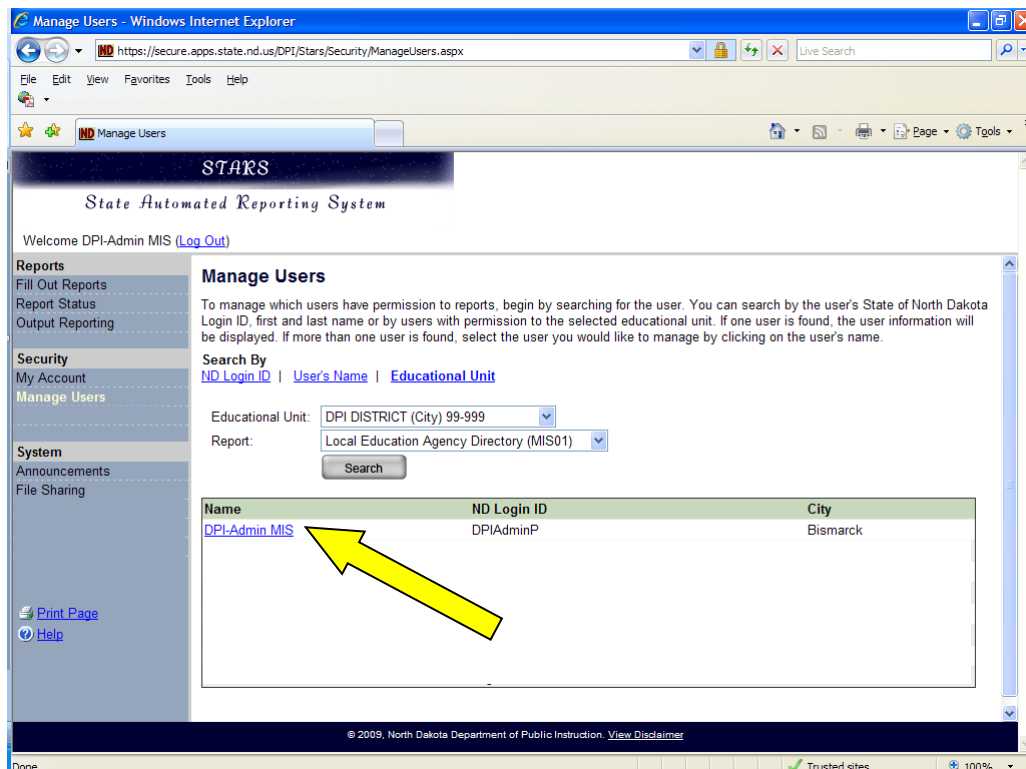 Manage Users - Windows Internet Explorer
https://secure.apps.state.nd.us/DPI/Stars/Security/ManageUsers.aspx
Live Search
File Edit View Favorites Tools Help
ND Manage Users
Page Tools
STARS
State Automated Reporting System
Welcome DPI-Admin MIS (Log Out)
Reports
Fill Out Reports
Report Status
Output Reporting
Security
My Account
Manage Users
System
Announcements
File Sharing
Print Page
Help
Manage Users
To manage which users have permission to reports, begin by searching for the user. You can search by the user's State of North Dakota
Login ID, first and last name or by users with permission to the selected educational unit. If one user is found, the user information will
be displayed. If more than one user is found, select the user you would like to manage by clicking on the user's name.
Search By
ND Login ID | User's Name | Educational Unit
Educational Unit: DPI DISTRICT (City) 99-999
Report: Local Education Agency Directory (MIS01)
Search
Name ND Login ID City
DPI-Admin MIS DPIAdminP Bismarck
© 2009, North Dakota Department of Public Instruction. View Disclaimer
Done Trusted sites 100%